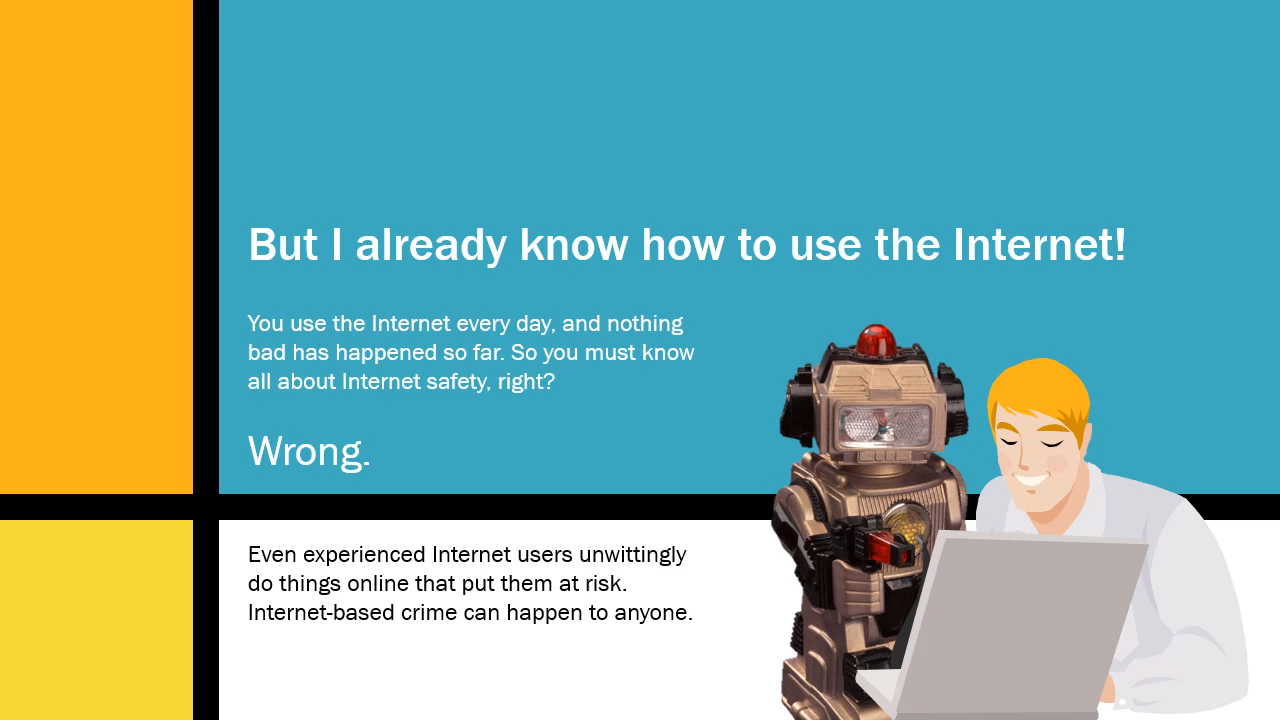 But I already know how to use the Internet!
You use the Internet every day, and nothing
bad has happened so far. So you must know
all about Internet safety, right?
Wrong.
Even experienced Internet users unwittingly
do things online that put them at risk.
Internet-based crime can happen to anyone.